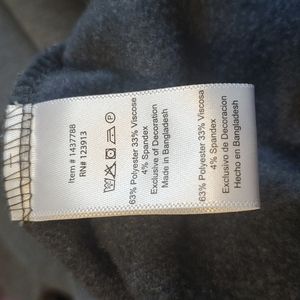 Item # 1437788
RN# 123913
63% Polyester 33% Viscose
4% Spandex
Exclusive of Decoration
Made in Bangladesh
63% Polyester 33% Viscosa
4% Spandex
Exclusivo de Decoracion
Hecho en Bangladesh